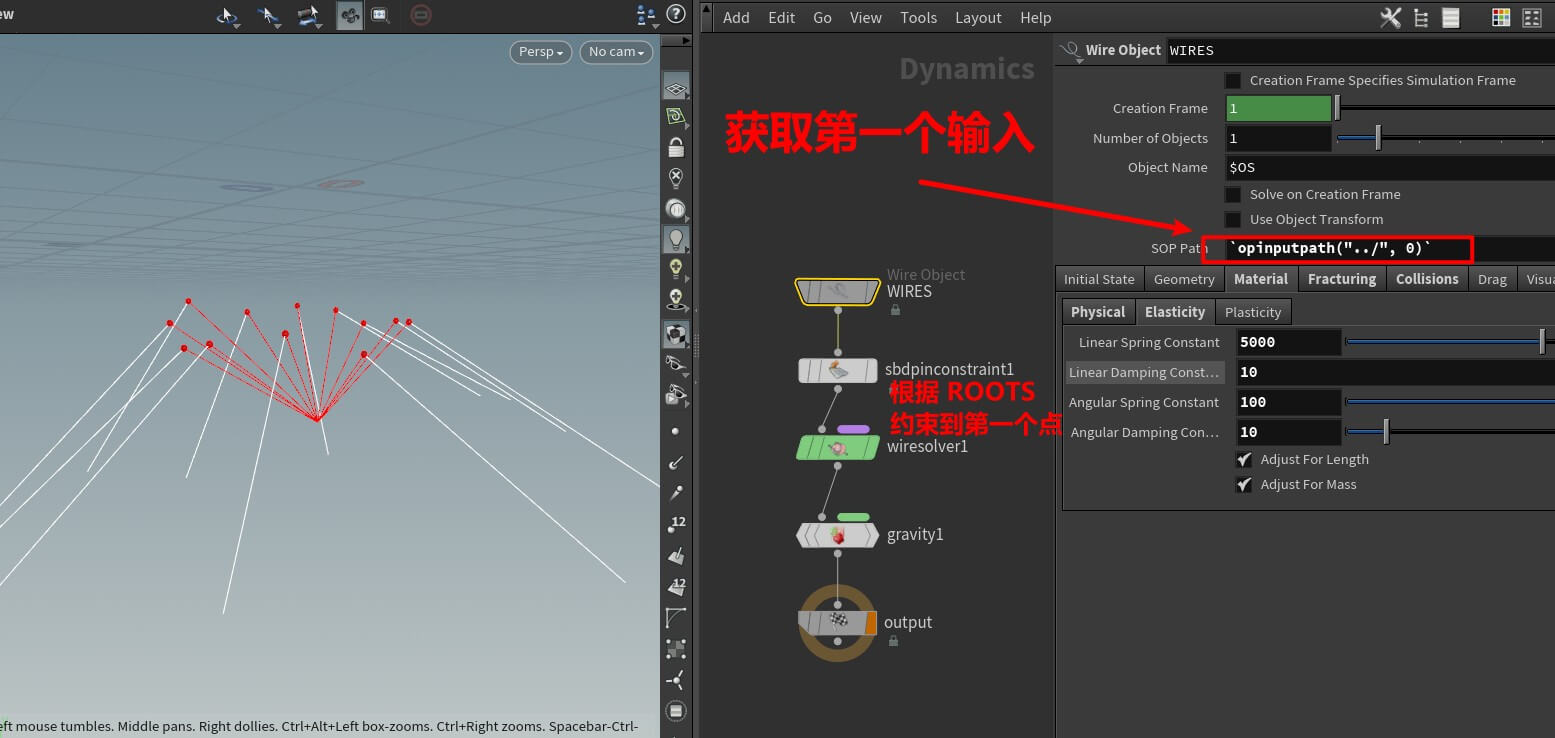 ew
Persp
No cam
12
12
eft mouse tumbles. Middle pans. Right dollies. Ctrl+Alt+Left box-zooms. Ctrl+Right zooms. Spacebar-Ctrl-
Add Edit Go View Tools Layout Help
Dynamics
获取第一个输入
Wire Object
WIRES
sbdpinconstraint1
根据 ROOTS
约束到第一个点
wiresolver1
gravity1
output
Wire Object WIRES
Creation Frame Specifies Simulation Frame
Creation Frame 1
Number of Objects 1
Object Name $OS
Solve on Creation Frame
Use Object Transform
SOP Path `opinputpath("../", 0)`
Initial State Geometry Material Fracturing Collisions Drag Visua
Physical Elasticity Plasticity
Linear Spring Constant 5000
Linear Damping Const... 10
Angular Spring Constant 100
Angular Damping Con... 10
Adjust For Length
Adjust For Mass